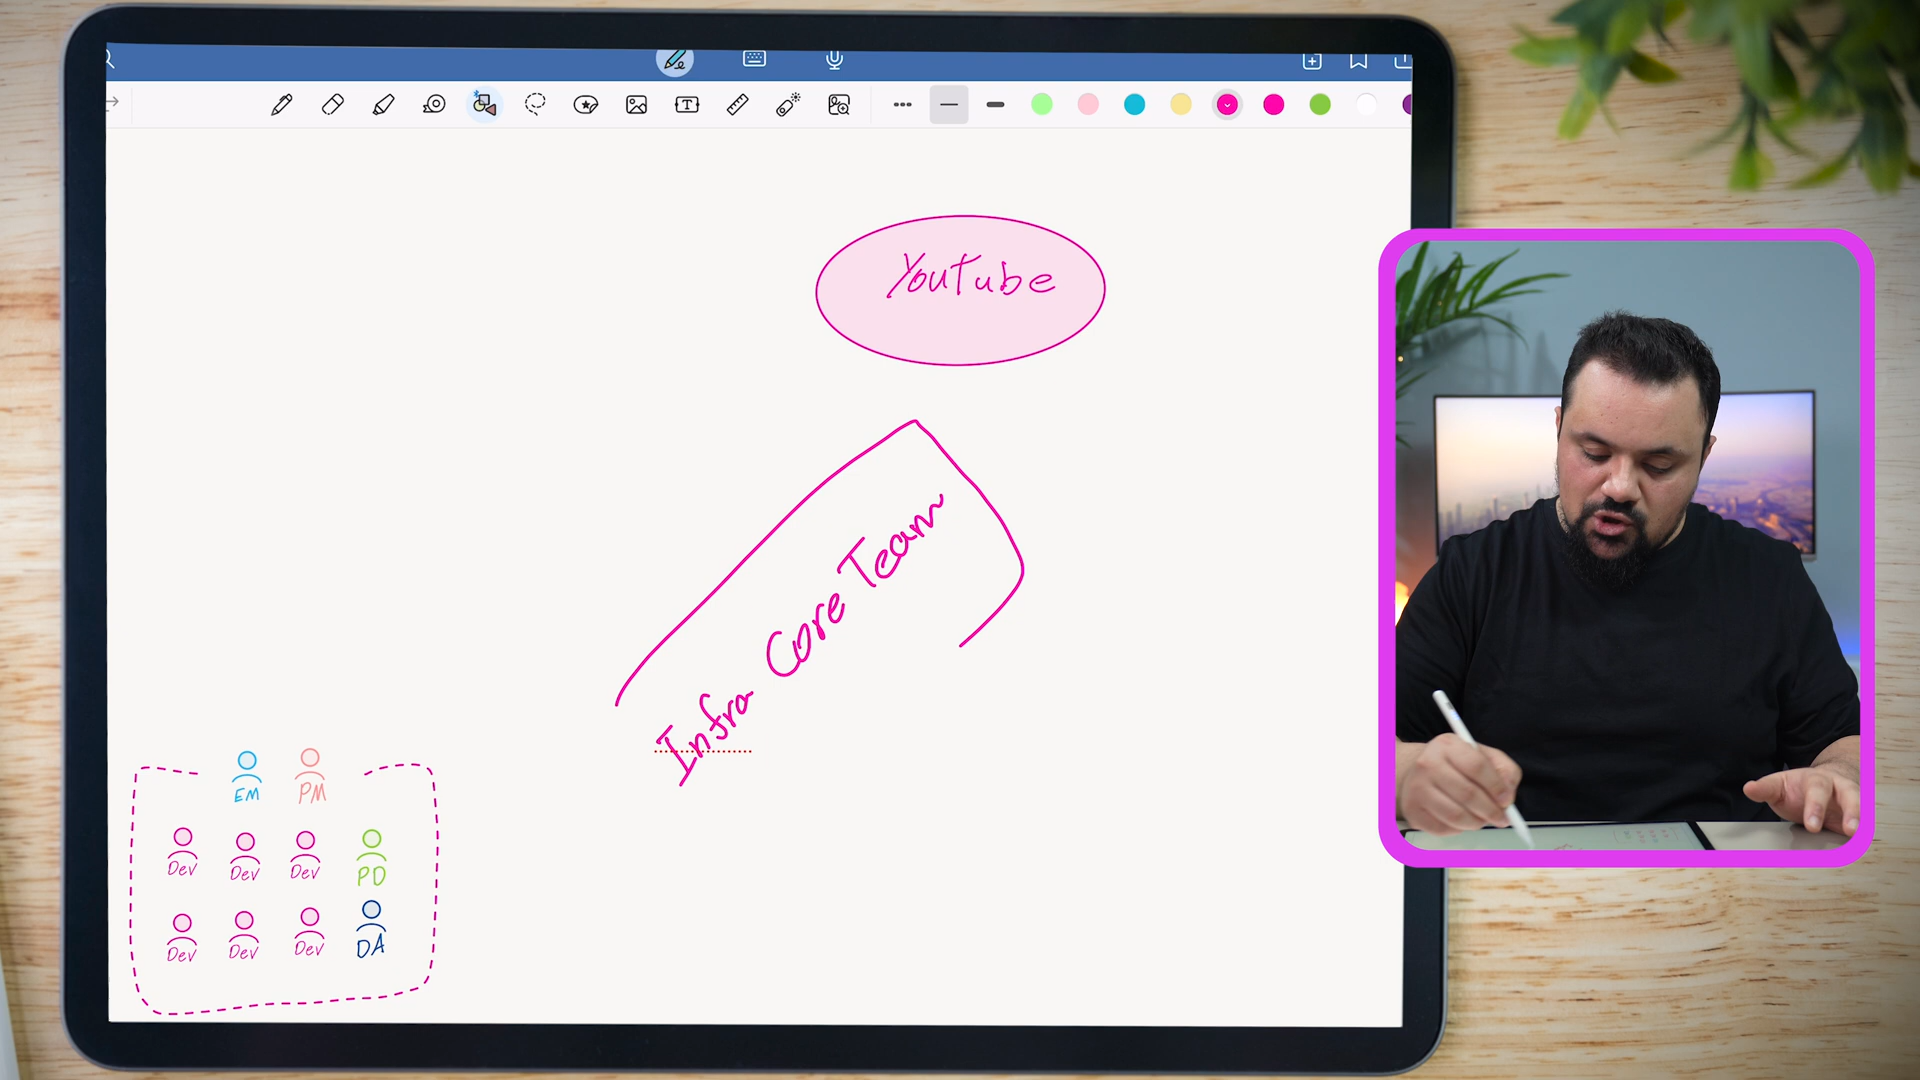 YouTube
Infra Core Team
EM PM
Dev Dev Dev PD
Dev Dev Dev DA